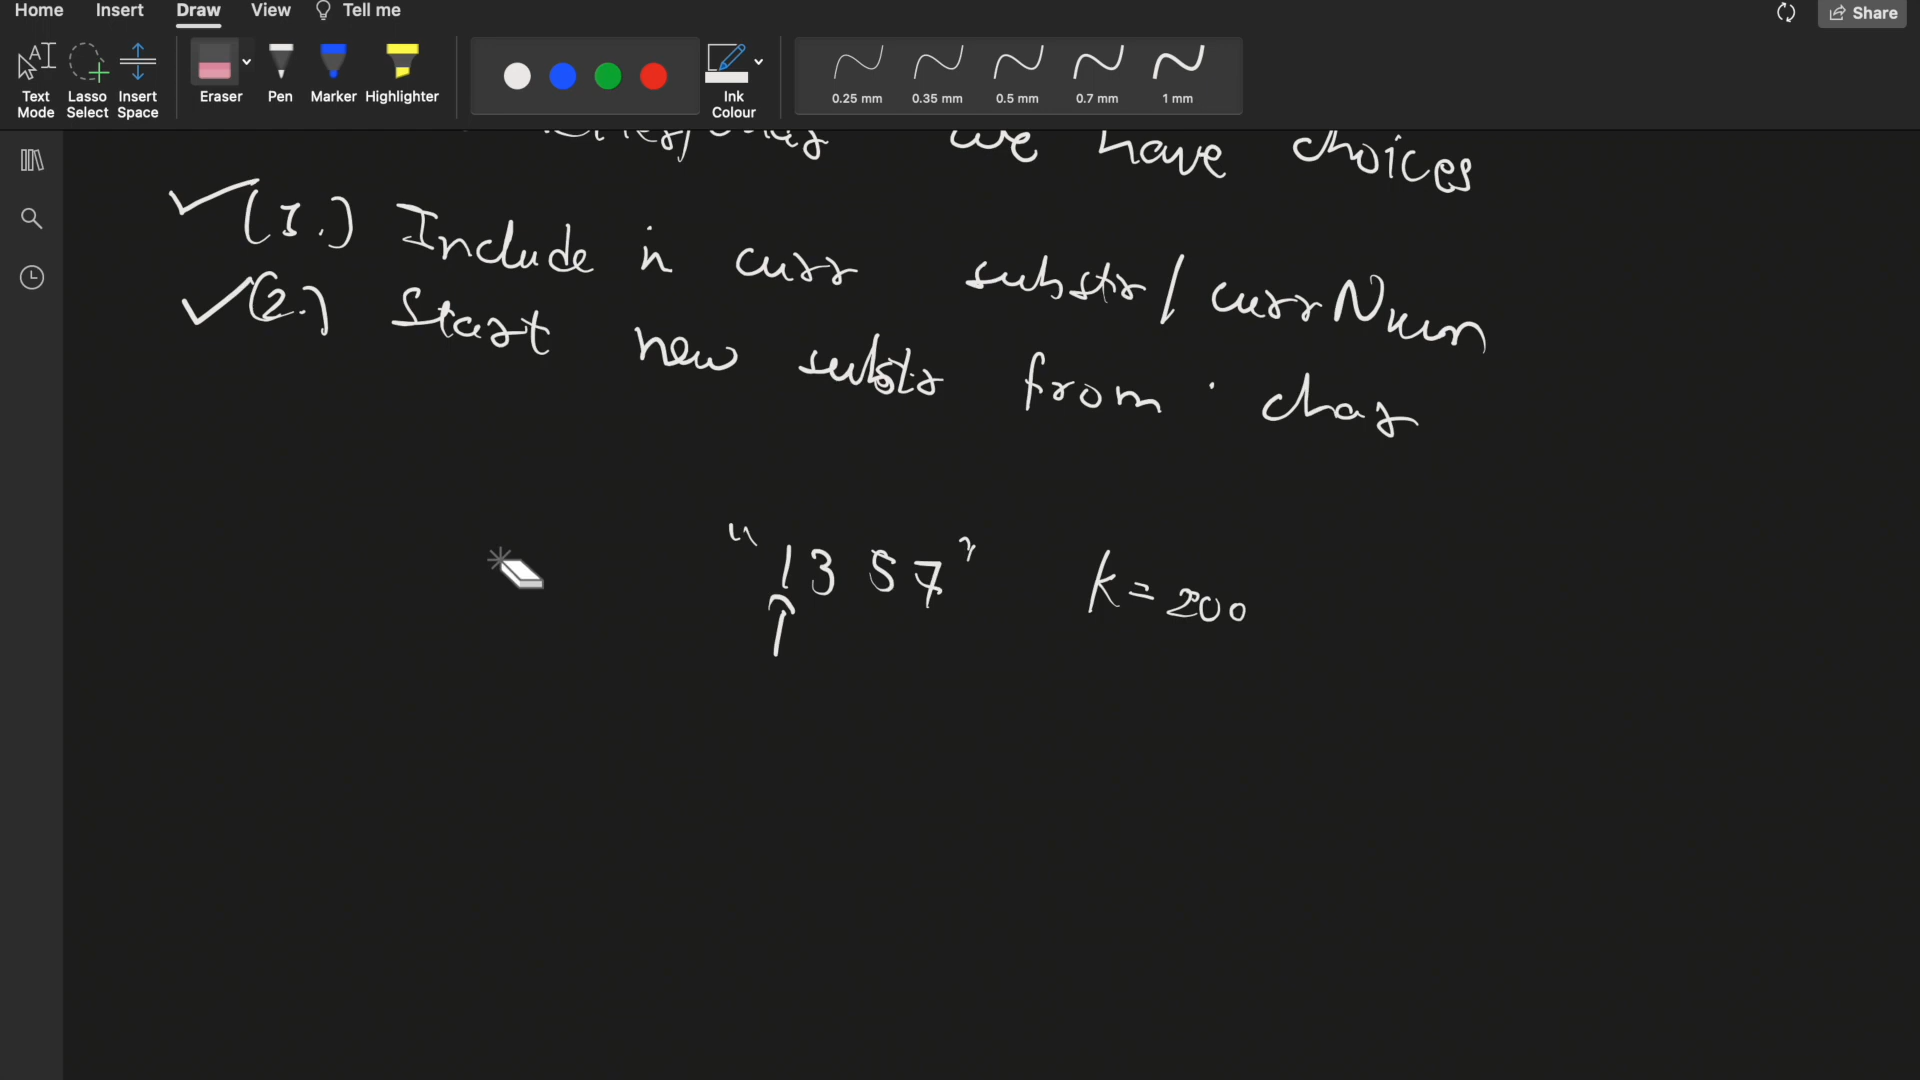 Home Insert Draw View Tell me Share
Text Mode Lasso Select Insert Space Eraser Pen Marker Highlighter Ink Colour 0.25 mm 0.35 mm 0.5 mm 0.7 mm 1 mm
we have choices
(1.) Include in curr substr/currNum
(2.) Start new substr from char
"1357" k=200